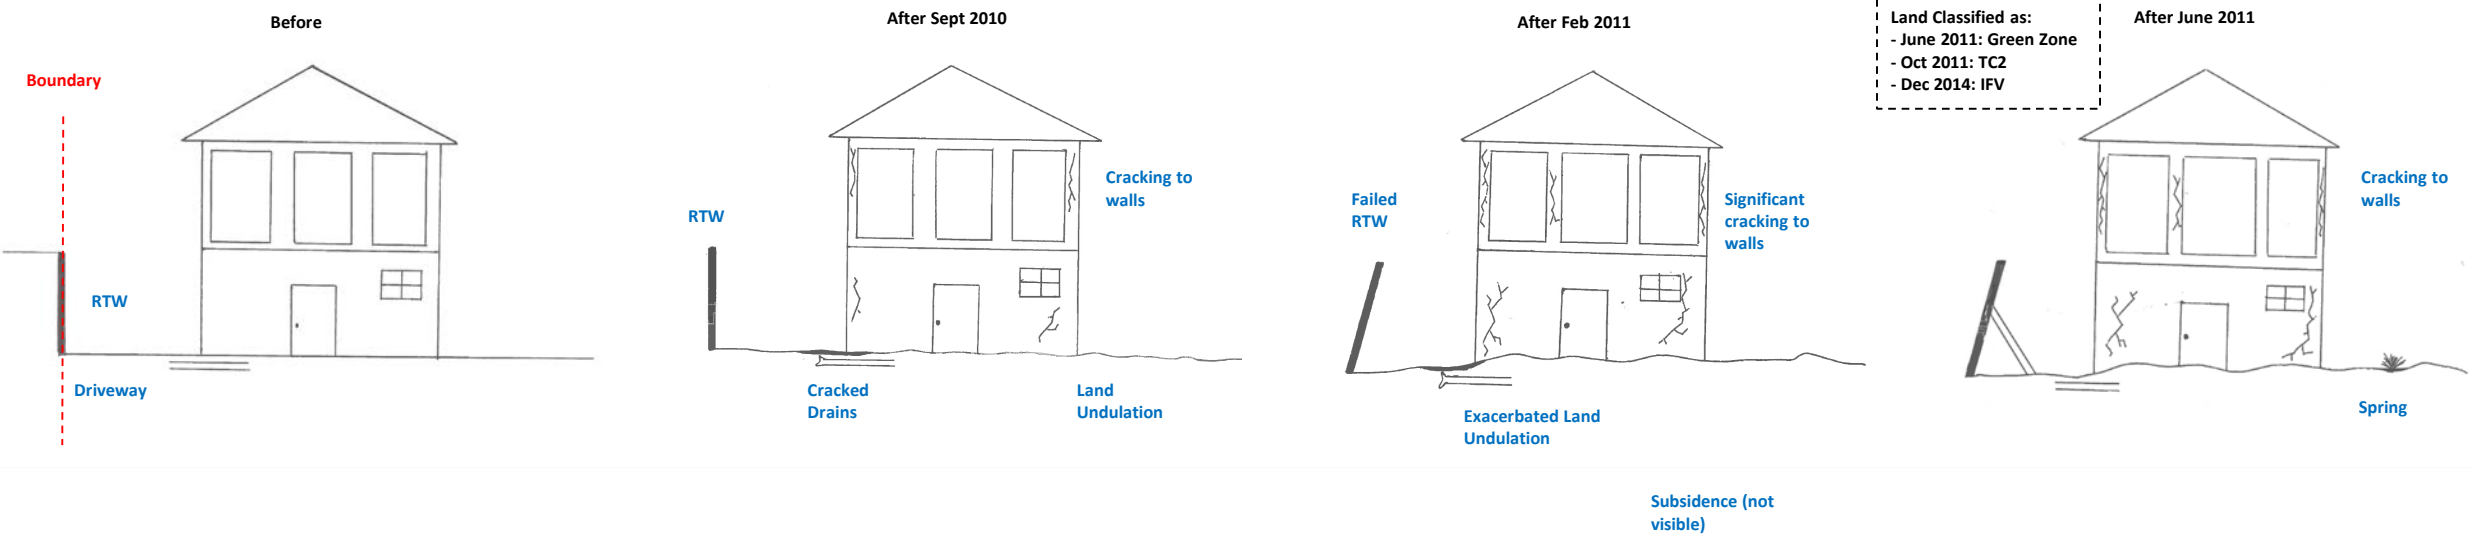 Before
Boundary
RTW
Driveway
After Sept 2010
RTW
Cracking to
walls
Cracked
Drains
Land
Undulation
After Feb 2011
Failed
RTW
Significant
cracking to
walls
Exacerbated Land
Undulation
Subsidence (not
visible)
Land Classified as:
- June 2011: Green Zone
- Oct 2011: TC2
- Dec 2014: IFV
After June 2011
Cracking to
walls
Spring